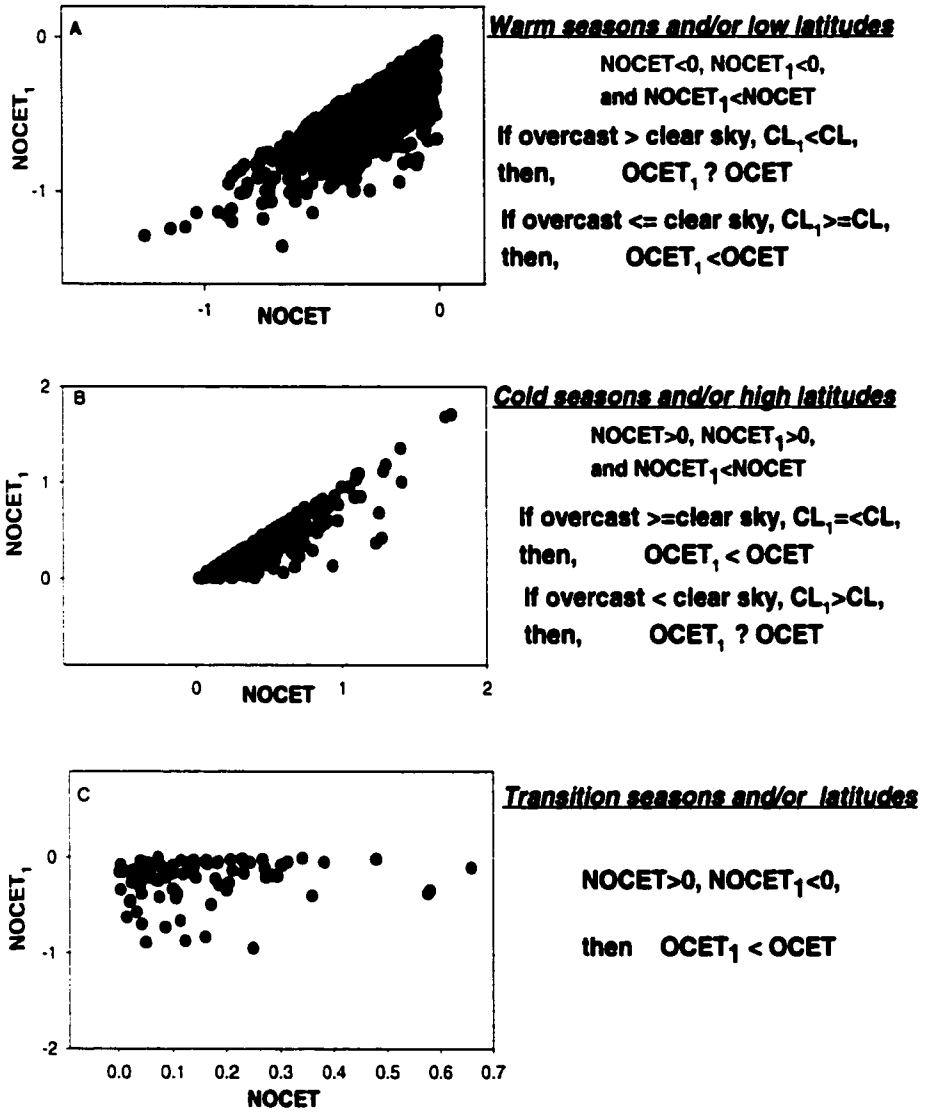 A
Warm seasons and/or low latitudes
NOCET<0, NOCET₁<0,
and NOCET₁<NOCET
If overcast > clear sky, CL₁<CL,
then, OCET₁ ? OCET
If overcast <= clear sky, CL₁>=CL,
then, OCET₁ <OCET
NOCET₁
0
-1
-1
0
NOCET
B
Cold seasons and/or high latitudes
NOCET>0, NOCET₁>0,
and NOCET₁<NOCET
If overcast >=clear sky, CL₁=<CL,
then, OCET₁ < OCET
If overcast < clear sky, CL₁>CL,
then, OCET₁ ? OCET
NOCET₁
2
1
0
0
1
2
NOCET
C
Transition seasons and/or latitudes
NOCET>0, NOCET₁<0,
then OCET₁ < OCET
NOCET₁
0
-1
-2
0.0 0.1 0.2 0.3 0.4 0.5 0.6 0.7
NOCET